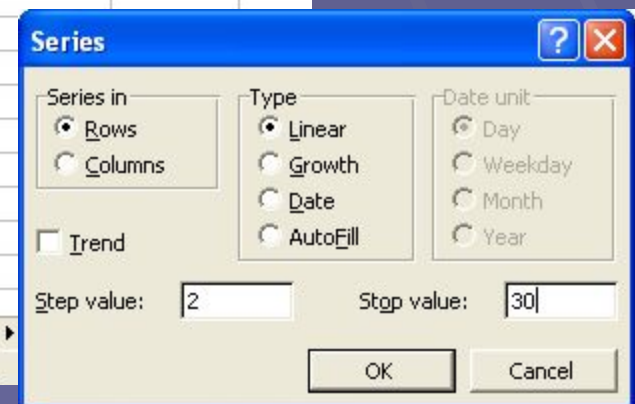 Series
Series in
Rows
Columns
Trend
Type
Linear
Growth
Date
AutoFill
Date unit
Day
Weekday
Month
Year
Step value: 2
Stop value: 30
OK
Cancel